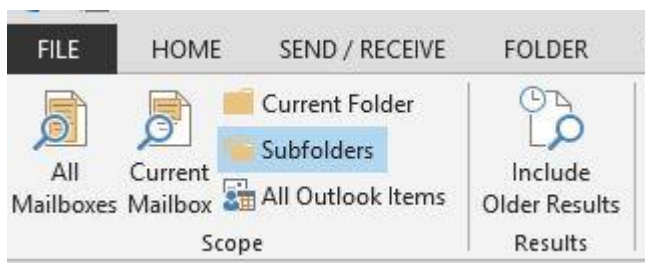 FILE HOME SEND / RECEIVE FOLDER
All Mailboxes
Current Mailbox
Current Folder
Subfolders
All Outlook Items
Include Older Results
Scope
Results